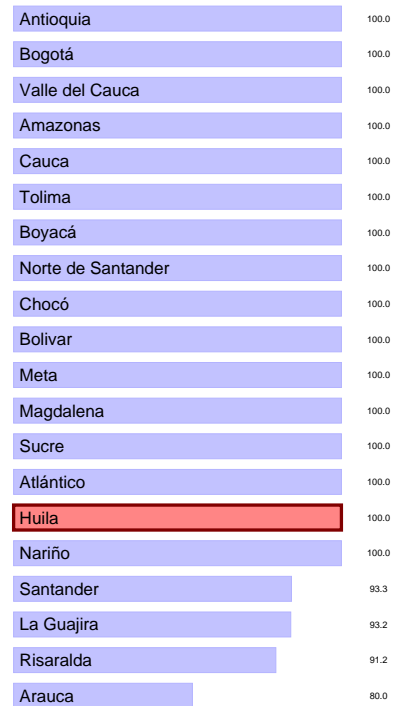 Antioquia 100.0
Bogotá 100.0
Valle del Cauca 100.0
Amazonas 100.0
Cauca 100.0
Tolima 100.0
Boyacá 100.0
Norte de Santander 100.0
Chocó 100.0
Bolivar 100.0
Meta 100.0
Magdalena 100.0
Sucre 100.0
Atlántico 100.0
Huila 100.0
Nariño 100.0
Santander 93.3
La Guajira 93.2
Risaralda 91.2
Arauca 80.0